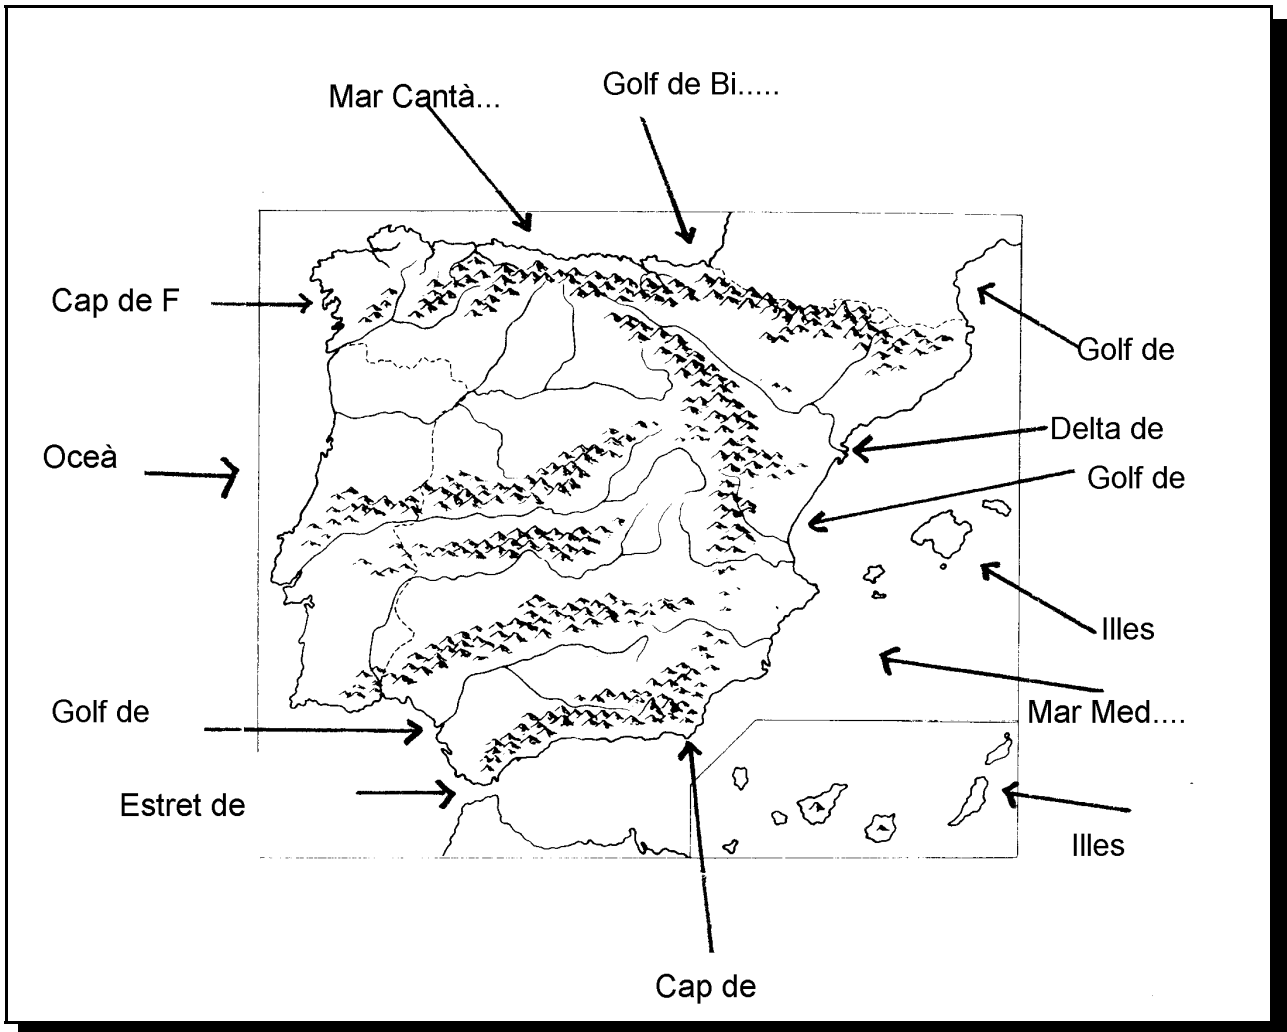 Golf de Bi.....
Mar Cantà...
Cap de F
Golf de
Delta de
Oceà
Golf de
Illes
Golf de
Mar Med....
Estret de
Illes
Cap de